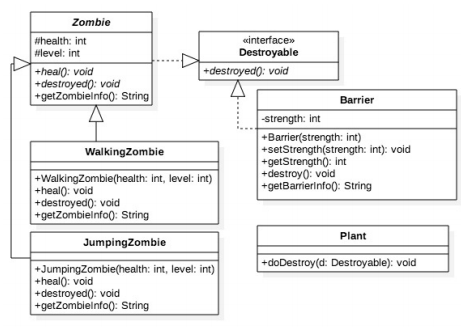 Zombie
#health: int
#level: int
+heal(): void
+destroyed(): void
+getZombieInfo(): String
«interface»
Destroyable
+destroyed(): void
Barrier
-strength: int
+Barrier(strength: int)
+setStrength(strength: int): void
+getStrength(): int
+destroy(): void
+getBarrierInfo(): String
WalkingZombie
+WalkingZombie(health: int, level: int)
+heal(): void
+destroyed(): void
+getZombieInfo(): String
JumpingZombie
+JumpingZombie(health: int, level: int)
+heal(): void
+destroyed(): void
+getZombieInfo(): String
Plant
+doDestroy(d: Destroyable): void